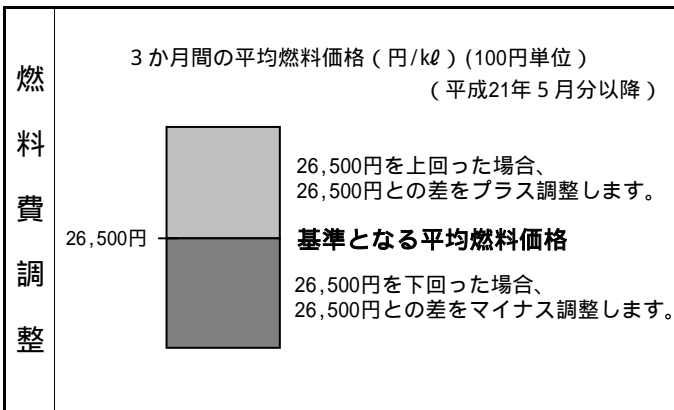 燃料費調整
3か月間の平均燃料価格(円/kℓ)(100円単位)
(平成21年5月分以降)
26,500円を上回った場合、
26,500円との差をプラス調整します。
26,500円
基準となる平均燃料価格
26,500円を下回った場合、
26,500円との差をマイナス調整します。